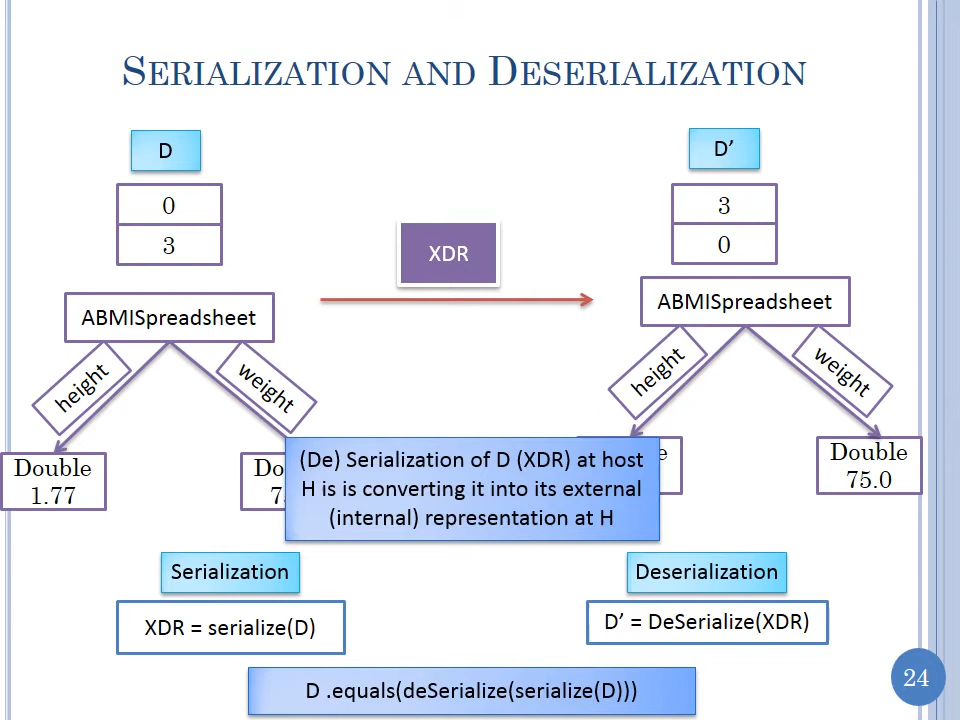 SERIALIZATION AND DESERIALIZATION
D
0
3
ABMISpreadsheet
height
weight
Double
1.77
XDR
D’
3
0
ABMISpreadsheet
height
weight
Double
75.0
(De) Serialization of D (XDR) at host
H is is converting it into its external
(internal) representation at H
Serialization
XDR = serialize(D)
Deserialization
D’ = DeSerialize(XDR)
D .equals(deSerialize(serialize(D)))
24